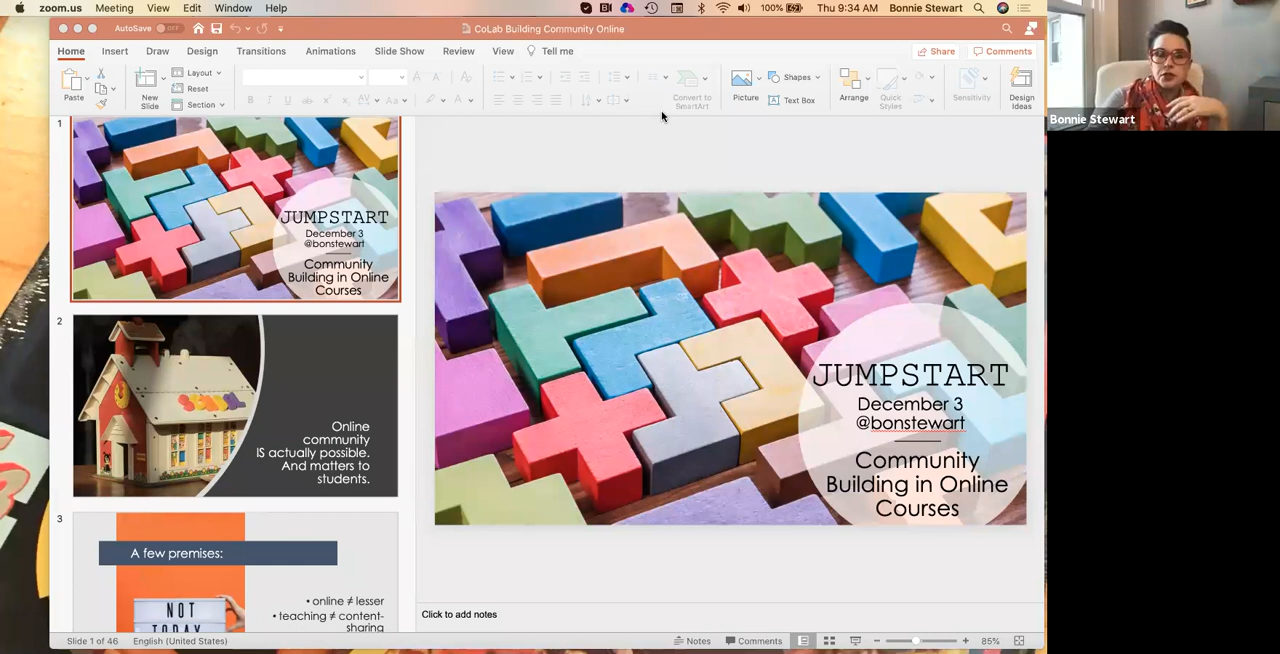 zoom.us Meeting View Edit Window Help
100% Thu 9:34 AM Bonnie Stewart
AutoSave OFF
CoLab Building Community Online
Home Insert Draw Design Transitions Animations Slide Show Review View Tell me
Share Comments
Paste
New Slide
Layout
Reset
Section
Convert to SmartArt
Picture
Shapes
Text Box
Arrange
Quick Styles
Sensitivity
Design Ideas
Bonnie Stewart
1
JUMPSTART
December 3
@bonstewart
Community
Building in Online
Courses
2
Online
community
IS actually possible.
And matters to
students.
3
A few premises:
NOT
TODAY
• online ≠ lesser
• teaching ≠ content-
sharing
JUMPSTART
December 3
@bonstewart
Community
Building in Online
Courses
Click to add notes
Slide 1 of 46 English (United States)
Notes Comments 85%